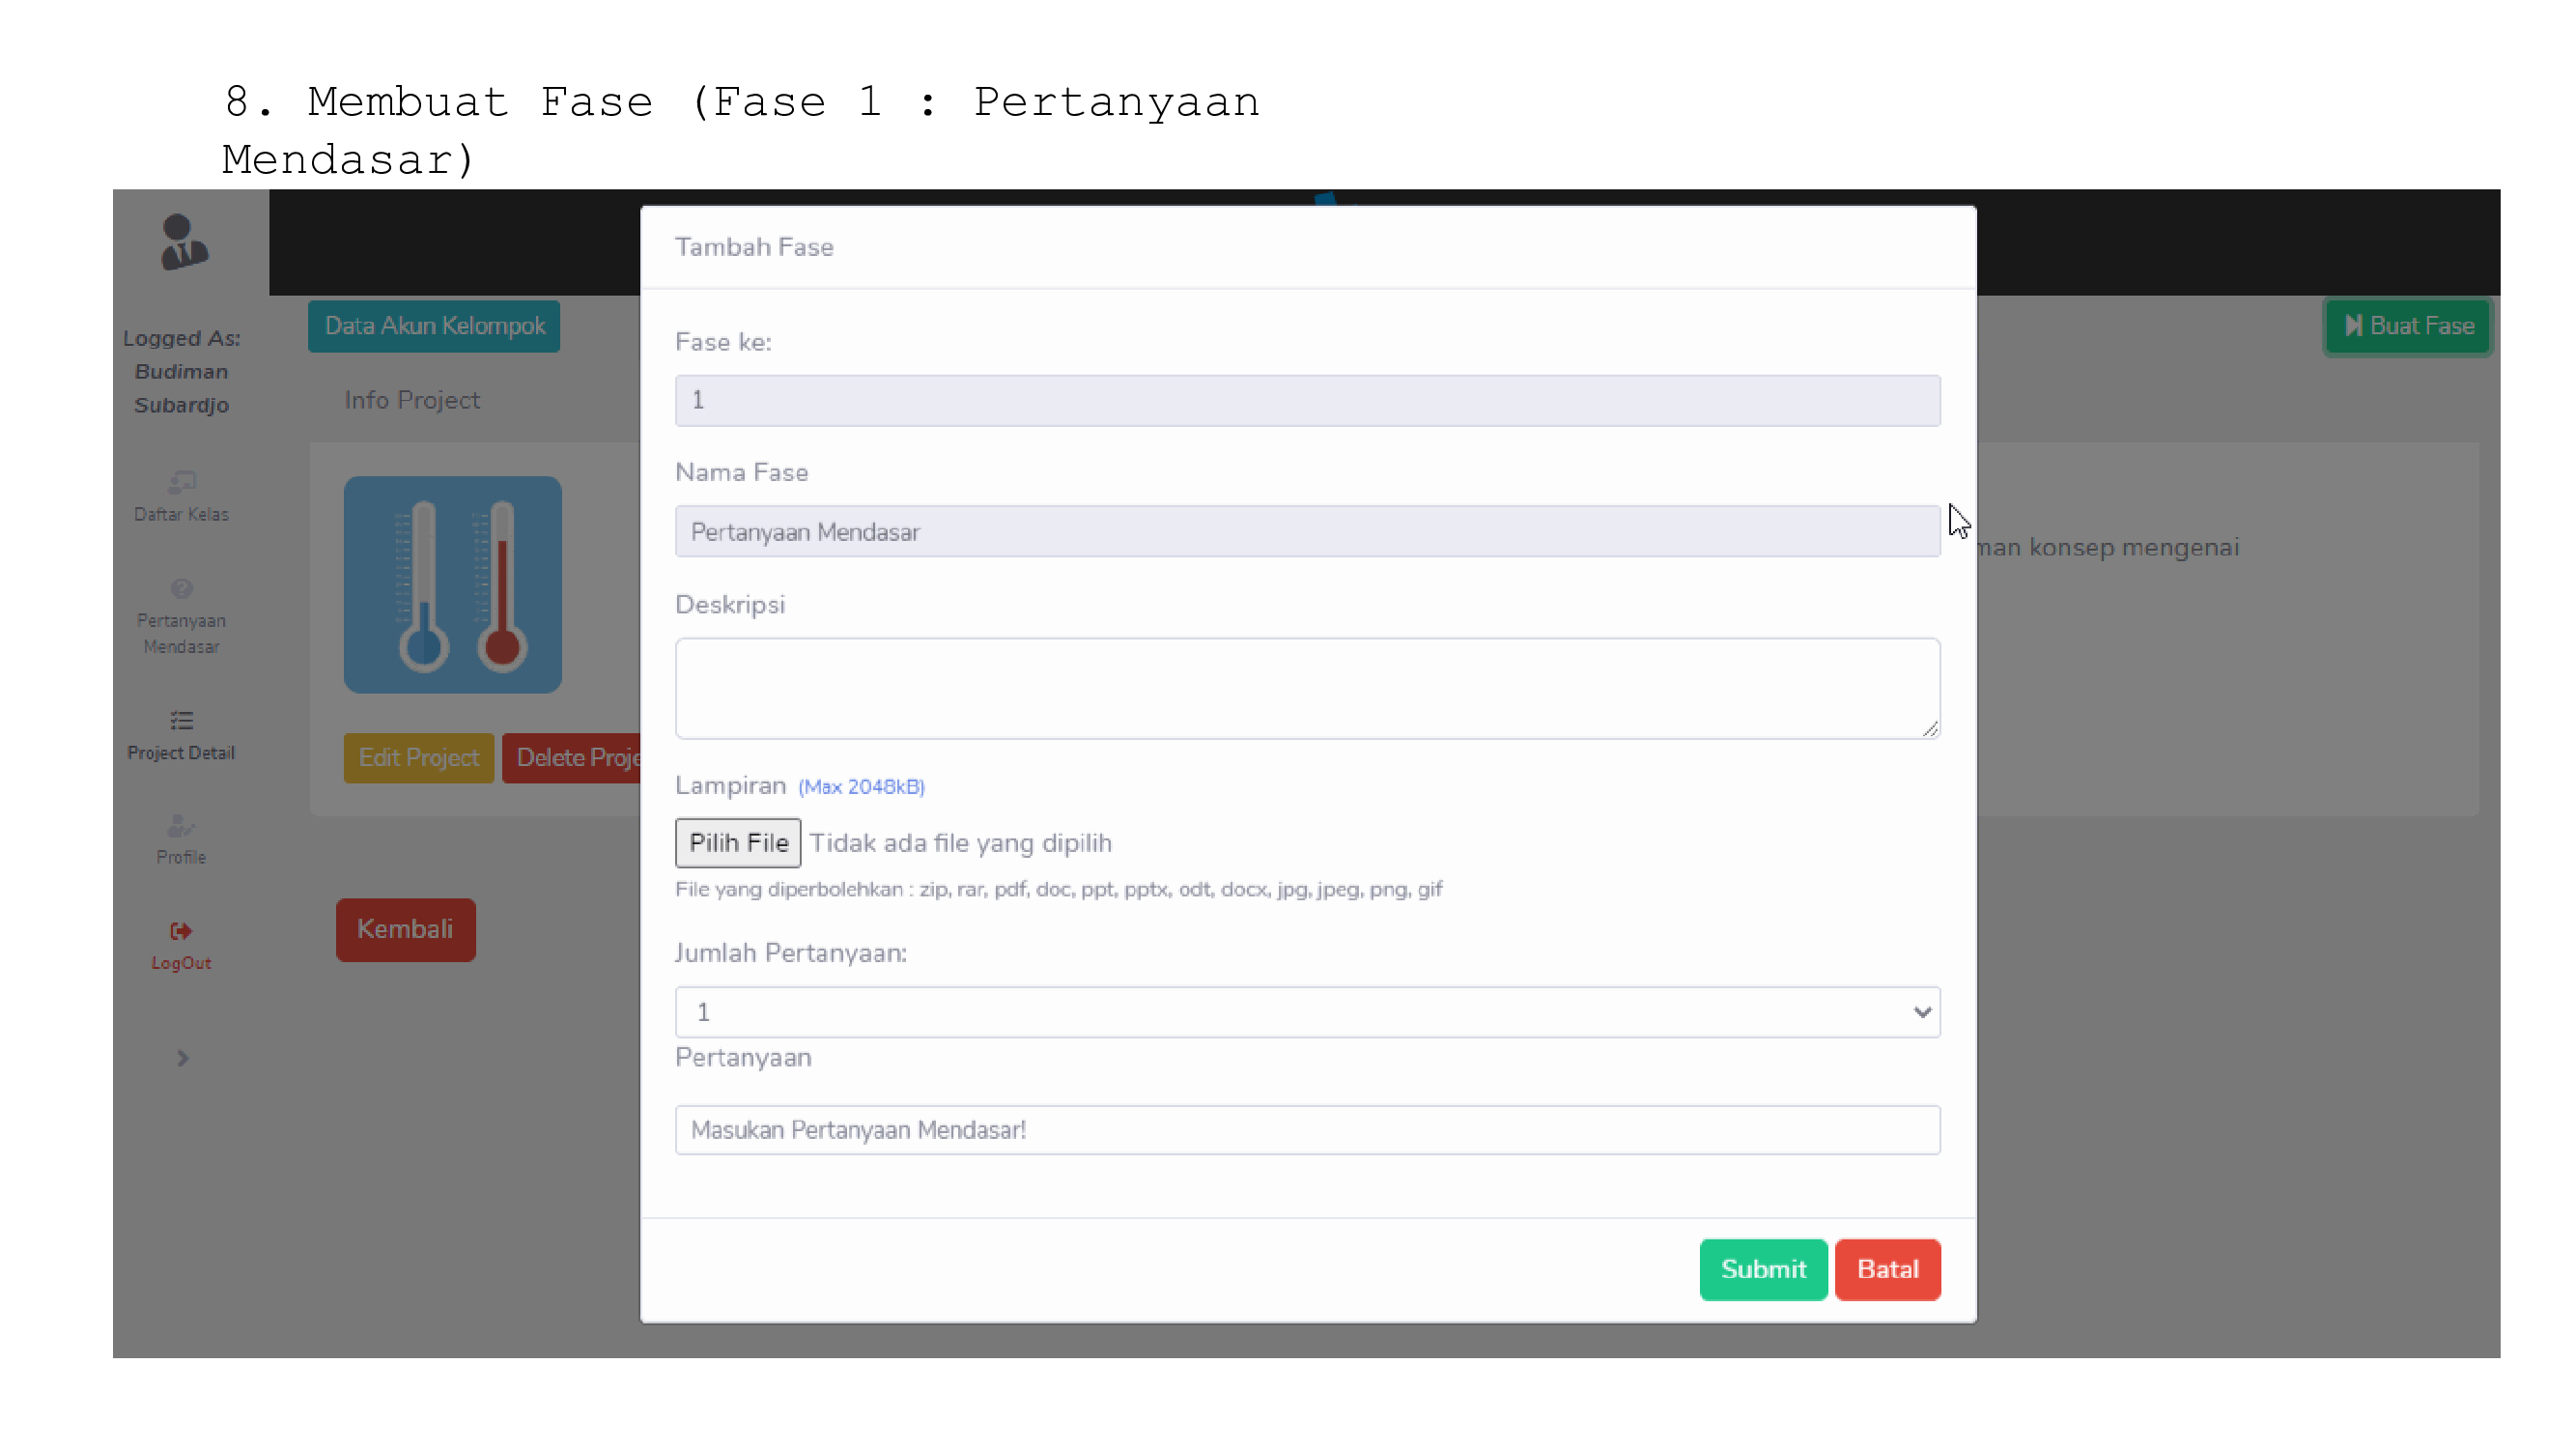 8. Membuat Fase (Fase 1 : Pertanyaan
Mendasar)
Logged As:
Budiman
Subardjo
Daftar Kelas
Pertanyaan
Mendasar
Project Detail
Profile
LogOut
Data Akun Kelompok
Buat Fase
Info Project
konsep mengenai
Edit Project
Delete
Kembali
Tambah Fase
Fase ke:
1
Nama Fase
Pertanyaan Mendasar
Deskripsi
Lampiran (Max 2048kB)
Pilih File Tidak ada file yang dipilih
File yang diperbolehkan : zip, rar, pdf, doc, ppt, pptx, odt, docx, jpg, jpeg, png, gif
Jumlah Pertanyaan:
1
Pertanyaan
Masukan Pertanyaan Mendasar!
Submit
Batal